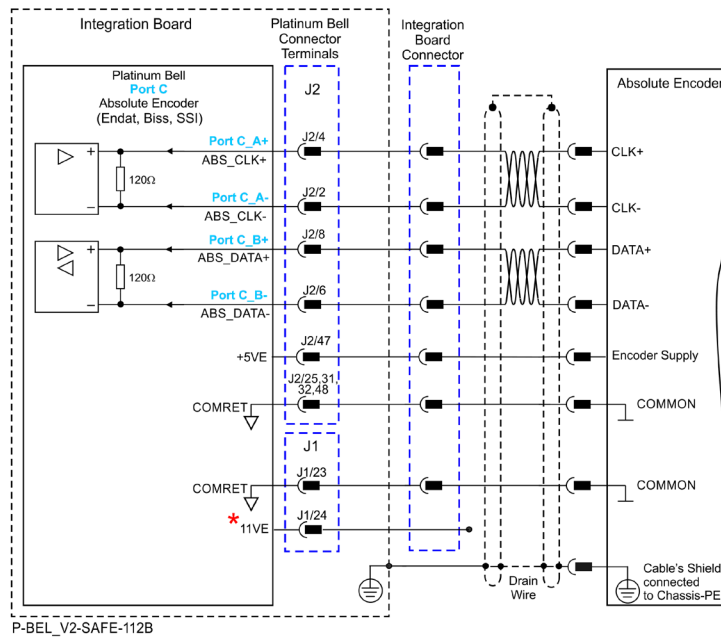 Integration Board
Platinum Bell
Connector
Terminals
Integration
Board
Connector
Platinum Bell
Port C
Absolute Encoder
(Endat, Biss, SSI)
J2
Absolute Encoder
Port C_A+
ABS_CLK+
J2/4
CLK+
120Ω
Port C_A-
ABS_CLK-
J2/2
CLK-
Port C_B+
ABS_DATA+
J2/8
DATA+
120Ω
Port C_B-
ABS_DATA-
J2/6
DATA-
+5VE
J2/47
Encoder Supply
COMRET
J2/25,31,
32,48
COMMON
J1
COMRET
J1/23
COMMON
* 11VE
J1/24
Drain
Wire
Cable's Shield
connected
to Chassis-PE
P-BEL_V2-SAFE-112B